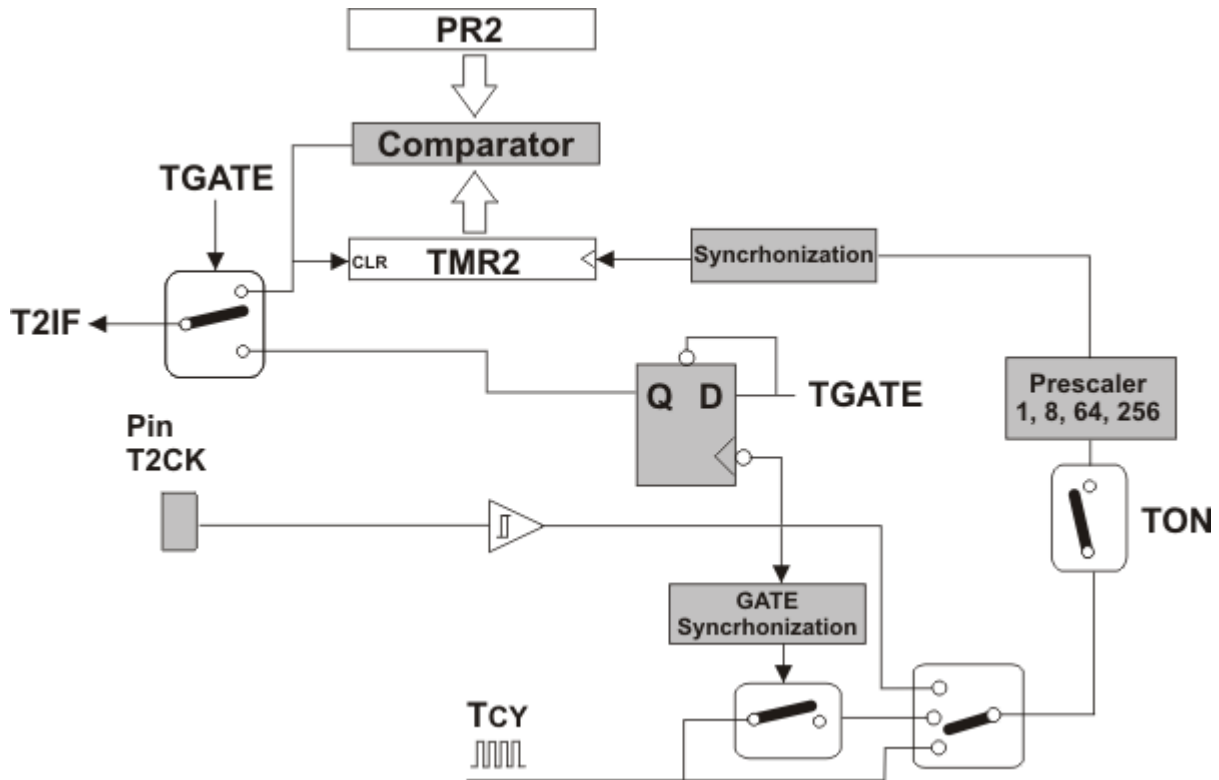 PR2
Comparator
TGATE
CLR
TMR2
Syncrhonization
T2IF
Q D
TGATE
Prescaler
1, 8, 64, 256
Pin
T2CK
TON
GATE
Syncrhonization
TCY